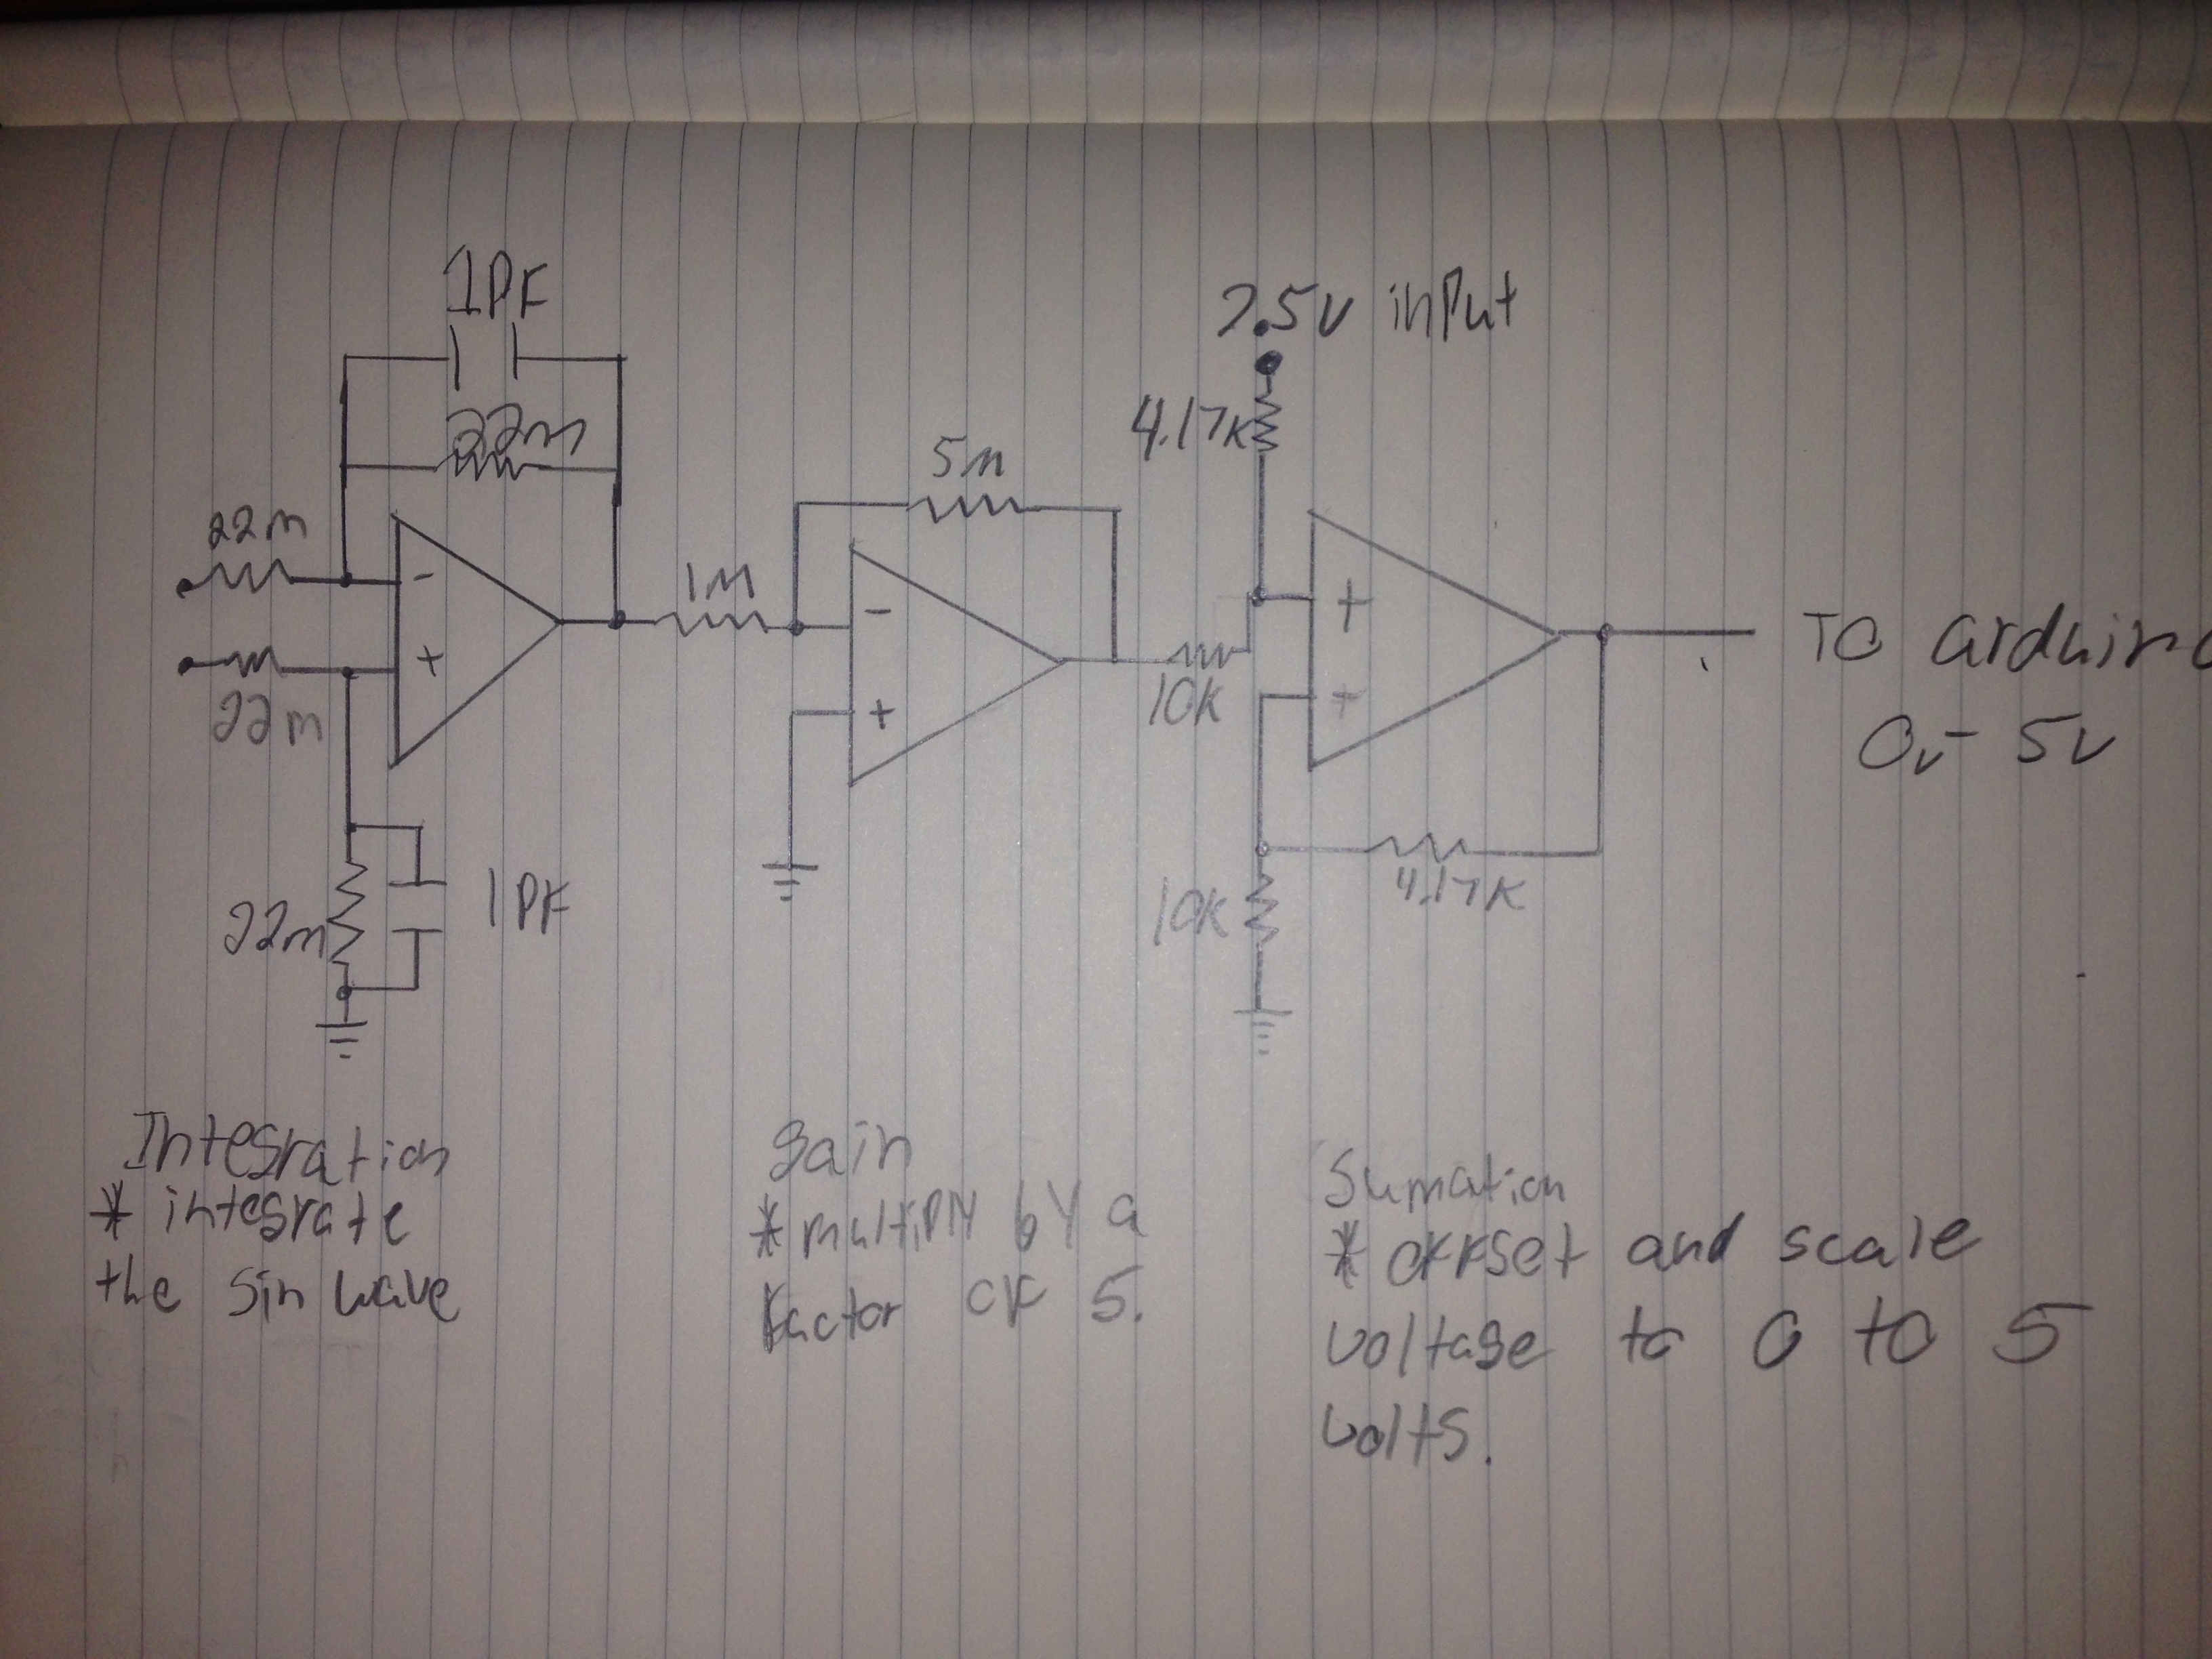 1PF
22m
22m
22m
22m
1PF
1m
5m
4.17K
2.5v input
10K
10K
4.17K
+
-
+
-
+
+
To arduino
0v- 5v
Integration
* integrate
the sin wave
gain
* multiply by a
factor of 5.
Sumation
* offset and scale
voltage to 0 to 5
volts.